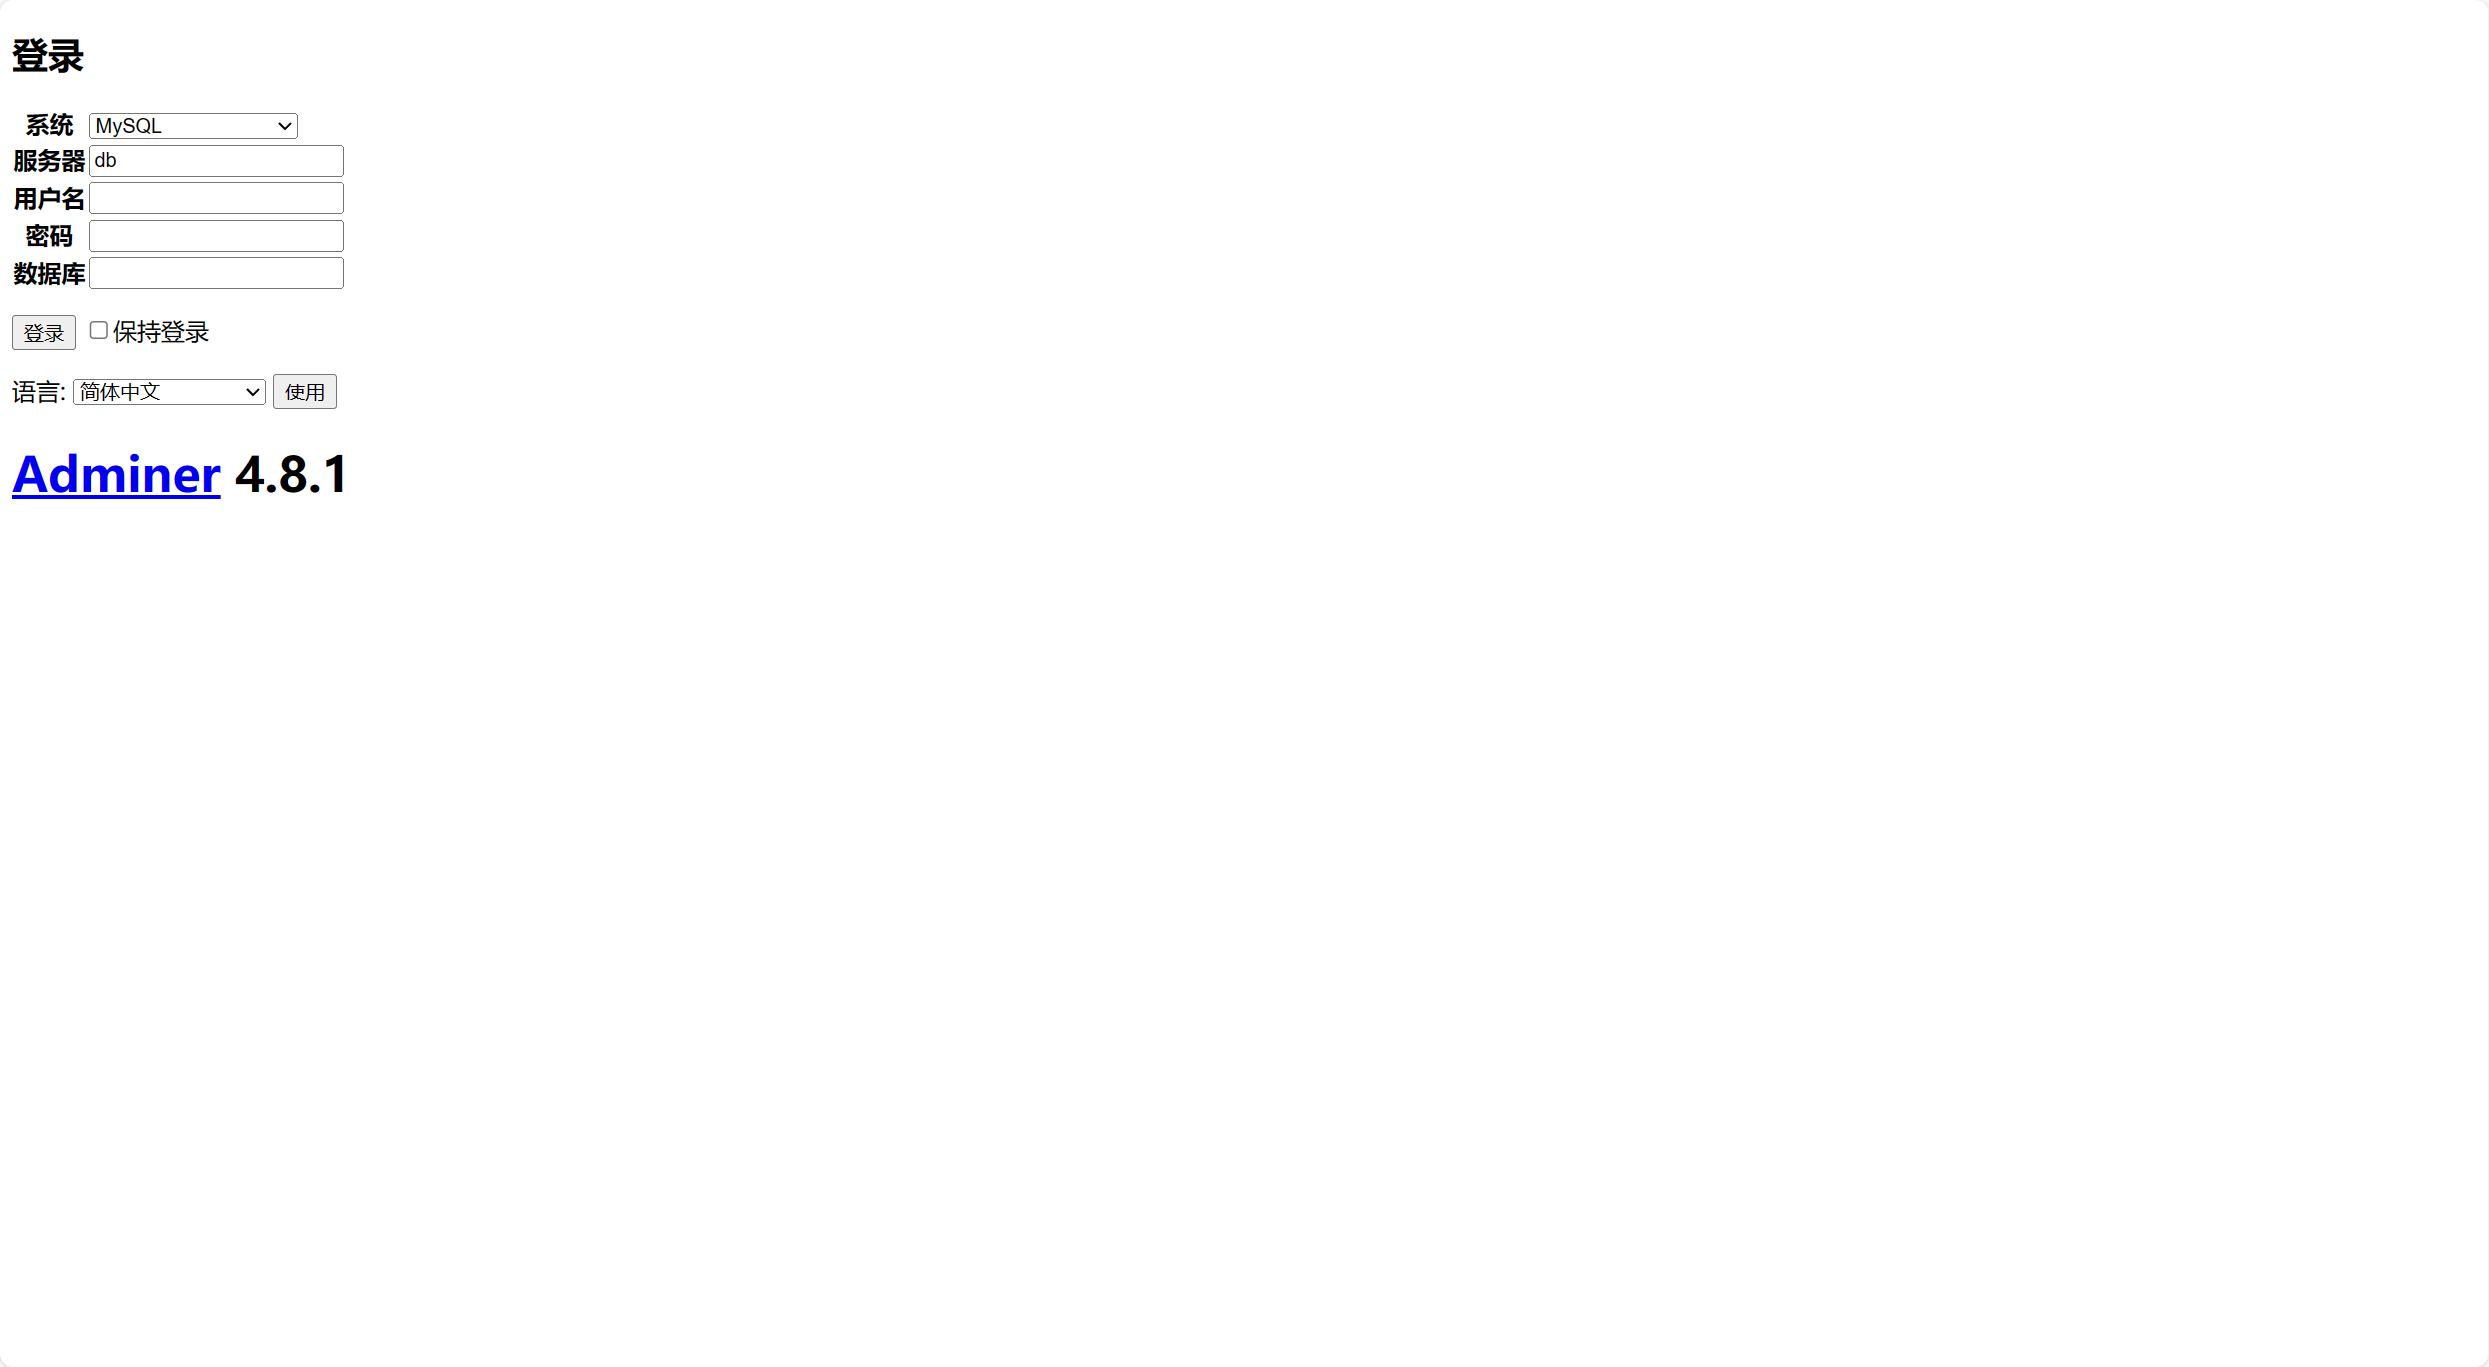 登录
系统 MySQL
服务器 db
用户名
密码
数据库
登录 保持登录
语言: 简体中文 使用
Adminer 4.8.1